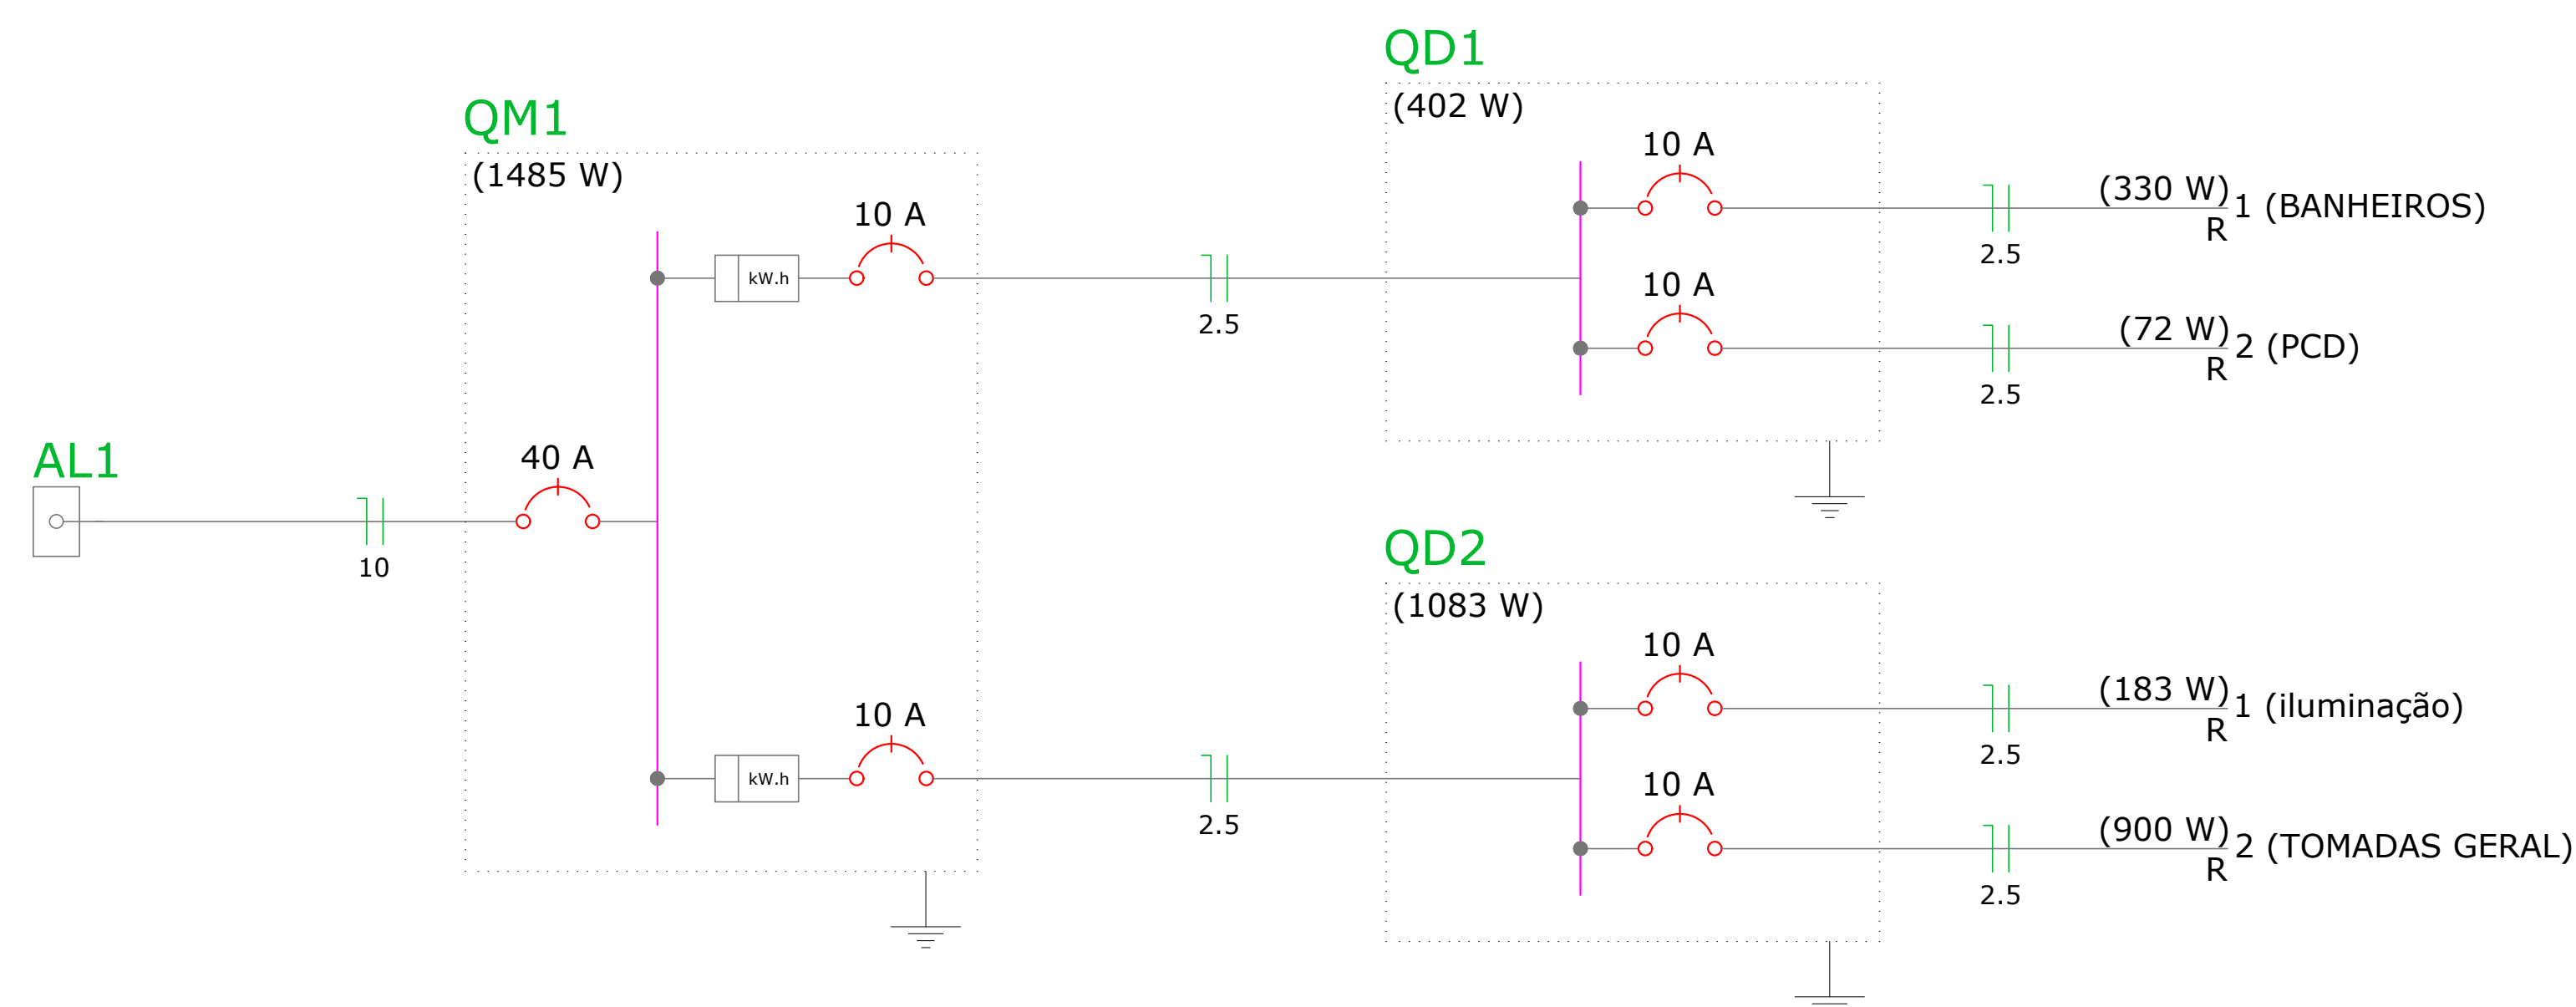 AL1
10
QM1
(1485 W)
40 A
kW.h
10 A
2.5
kW.h
10 A
2.5
QD1
(402 W)
10 A
2.5
(330 W)
R
1 (BANHEIROS)
10 A
2.5
(72 W)
R
2 (PCD)
QD2
(1083 W)
10 A
2.5
(183 W)
R
1 (iluminação)
10 A
2.5
(900 W)
R
2 (TOMADAS GERAL)